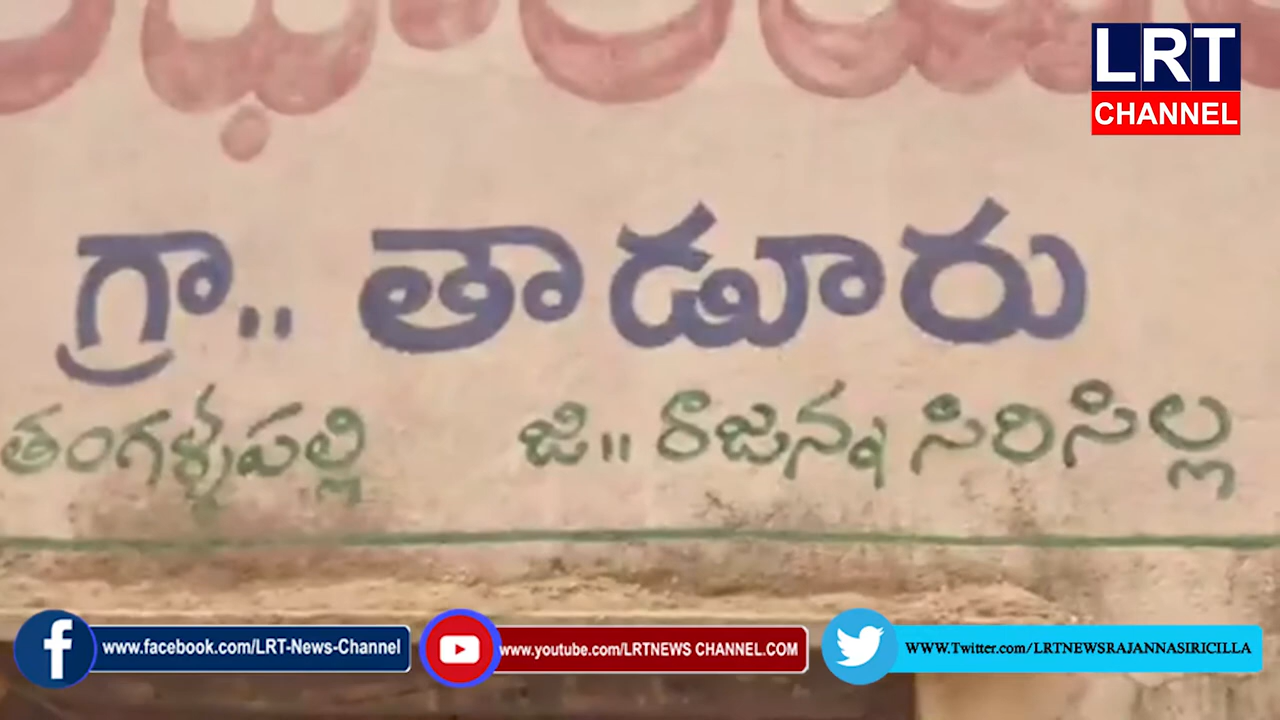 LRT
CHANNEL
గ్రా.. తాడూరు
తంగళ్ళపల్లి జి.. రాజన్న సిరిసిల్ల
www.facebook.com/LRT-News-Channel
www.youtube.com/LRTNEWS CHANNEL.COM
WWW.Twitter.com/LRTNEWSRAJANNASIRICILLA